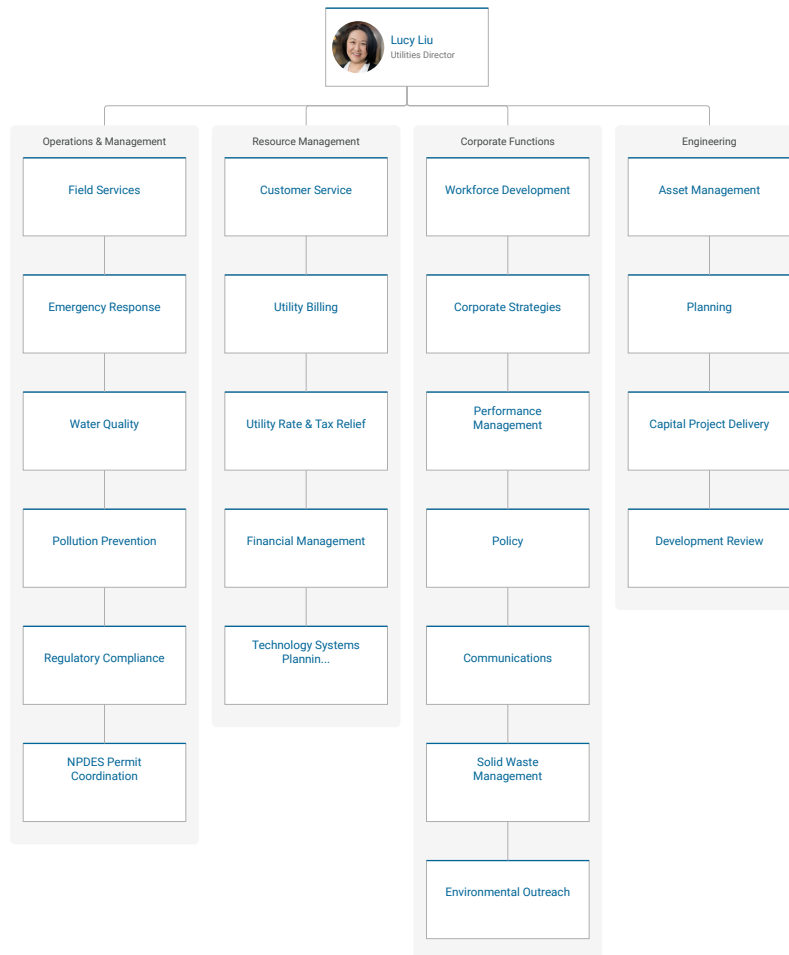 Lucy Liu
Utilities Director
Operations & Management
Field Services
Emergency Response
Water Quality
Pollution Prevention
Regulatory Compliance
NPDES Permit
Coordination
Resource Management
Customer Service
Utility Billing
Utility Rate & Tax Relief
Financial Management
Technology Systems
Plannin...
Corporate Functions
Workforce Development
Corporate Strategies
Performance
Management
Policy
Communications
Solid Waste
Management
Environmental Outreach
Engineering
Asset Management
Planning
Capital Project Delivery
Development Review